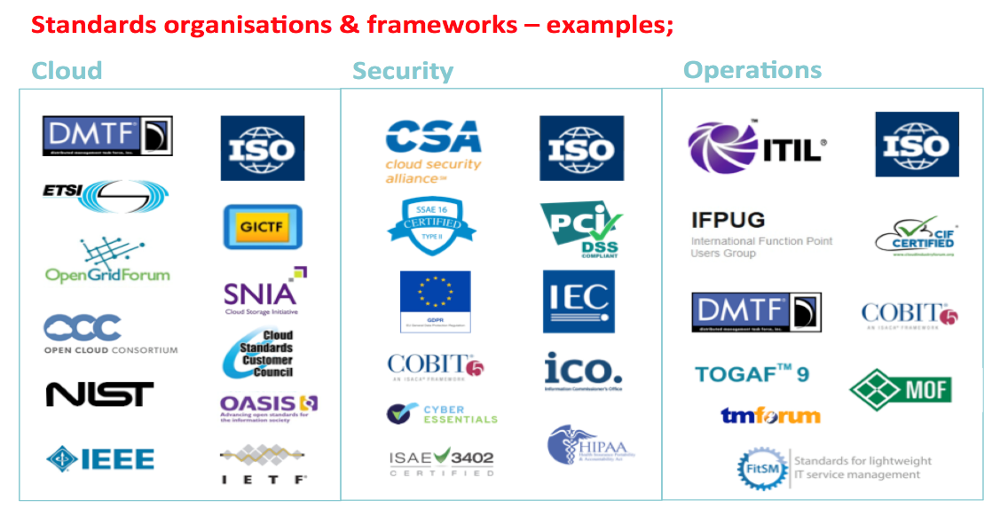 Standards organisations & frameworks – examples;
Cloud
DMTF
distributed management task force, inc.
ISO
ETSI
GICTF
OpenGridForum
SNIA
Cloud Storage Initiative
OCC
OPEN CLOUD CONSORTIUM
Cloud
Standards
Customer
Council
NIST
OASIS
Advancing open standards for
the information society
IEEE
I E T F®
Security
CSA
cloud security
alliance℠
ISO
SSAE 16
CERTIFIED
TYPE II
PCi
DSS
COMPLIANT
GDPR
EU General Data Protection Regulation
IEC
COBIT 5
AN ISACA® FRAMEWORK
ico.
Information Commissioner's Office
CYBER
ESSENTIALS
ISAE 3402
CERTIFIED
HIPAA
Health Insurance Portability
& Accountability Act
Operations
ITIL®
ISO
IFPUG
International Function Point
Users Group
CIF
CERTIFIED
www.cloudindustryforum.org
DMTF
distributed management task force, inc.
COBIT 5
AN ISACA® FRAMEWORK
TOGAF™ 9
MOF
tmforum
FitSM
Standards for lightweight
IT service management